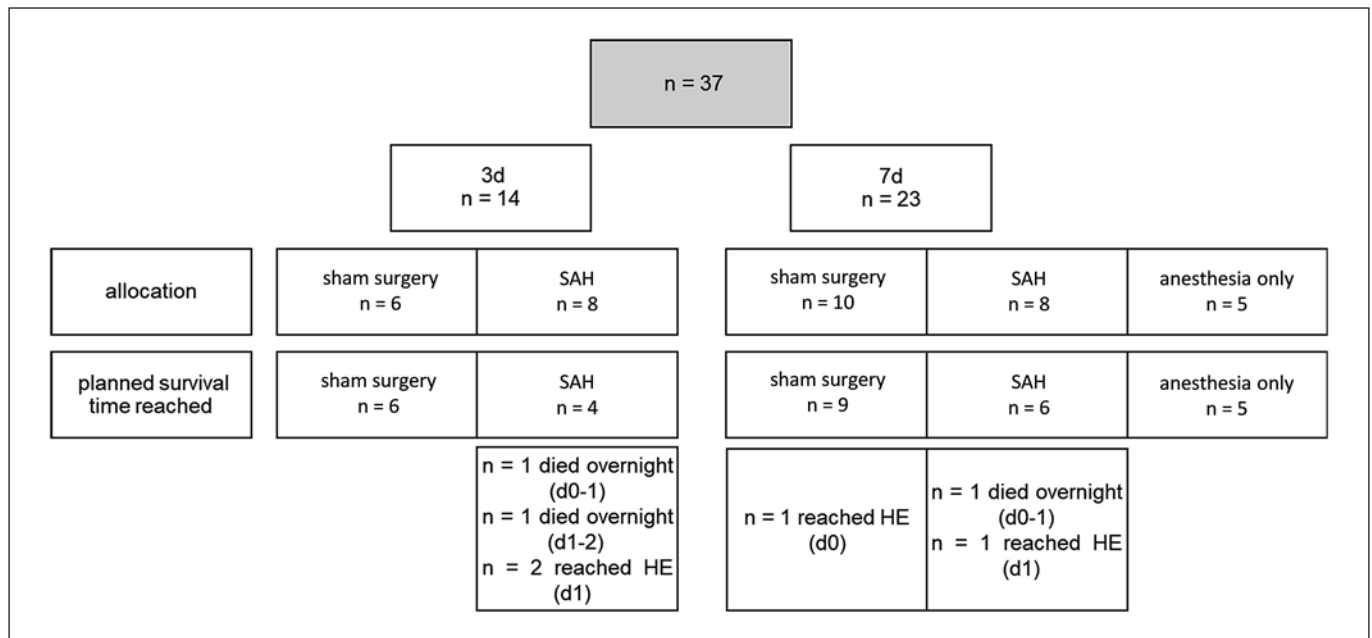 n = 37
3d
n = 14
7d
n = 23
allocation
sham surgery
n = 6
SAH
n = 8
sham surgery
n = 10
SAH
n = 8
anesthesia only
n = 5
planned survival
time reached
sham surgery
n = 6
SAH
n = 4
sham surgery
n = 9
SAH
n = 6
anesthesia only
n = 5
n = 1 died overnight
(d0-1)
n = 1 died overnight
(d1-2)
n = 2 reached HE
(d1)
n = 1 reached HE
(d0)
n = 1 died overnight
(d0-1)
n = 1 reached HE
(d1)